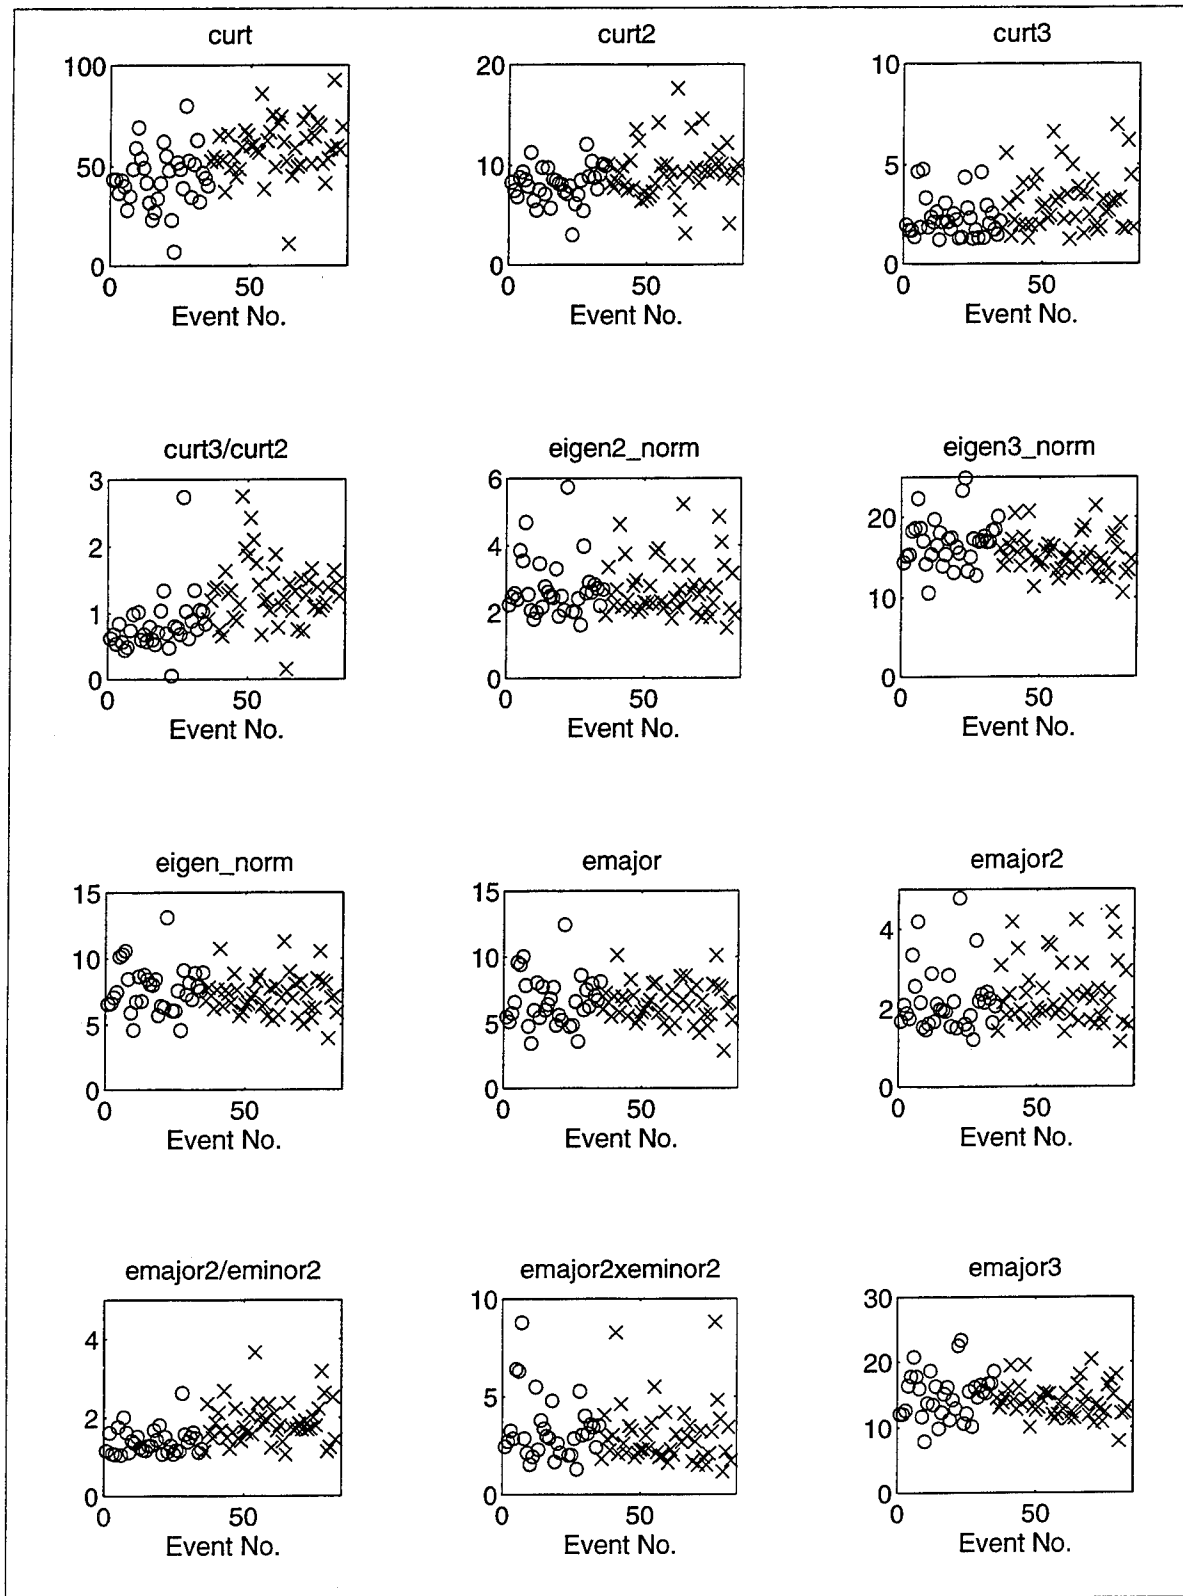 curt
curt2
curt3
100
50
0
0
50
Event No.
20
10
0
0
50
Event No.
10
5
0
0
50
Event No.
curt3/curt2
eigen2_norm
eigen3_norm
3
2
1
0
0
50
Event No.
6
4
2
0
0
50
Event No.
20
10
0
0
50
Event No.
eigen_norm
emajor
emajor2
15
10
5
0
0
50
Event No.
15
10
5
0
0
50
Event No.
4
2
0
0
50
Event No.
emajor2/eminor2
emajor2xeminor2
emajor3
4
2
0
0
50
Event No.
10
5
0
0
50
Event No.
30
20
10
0
0
50
Event No.